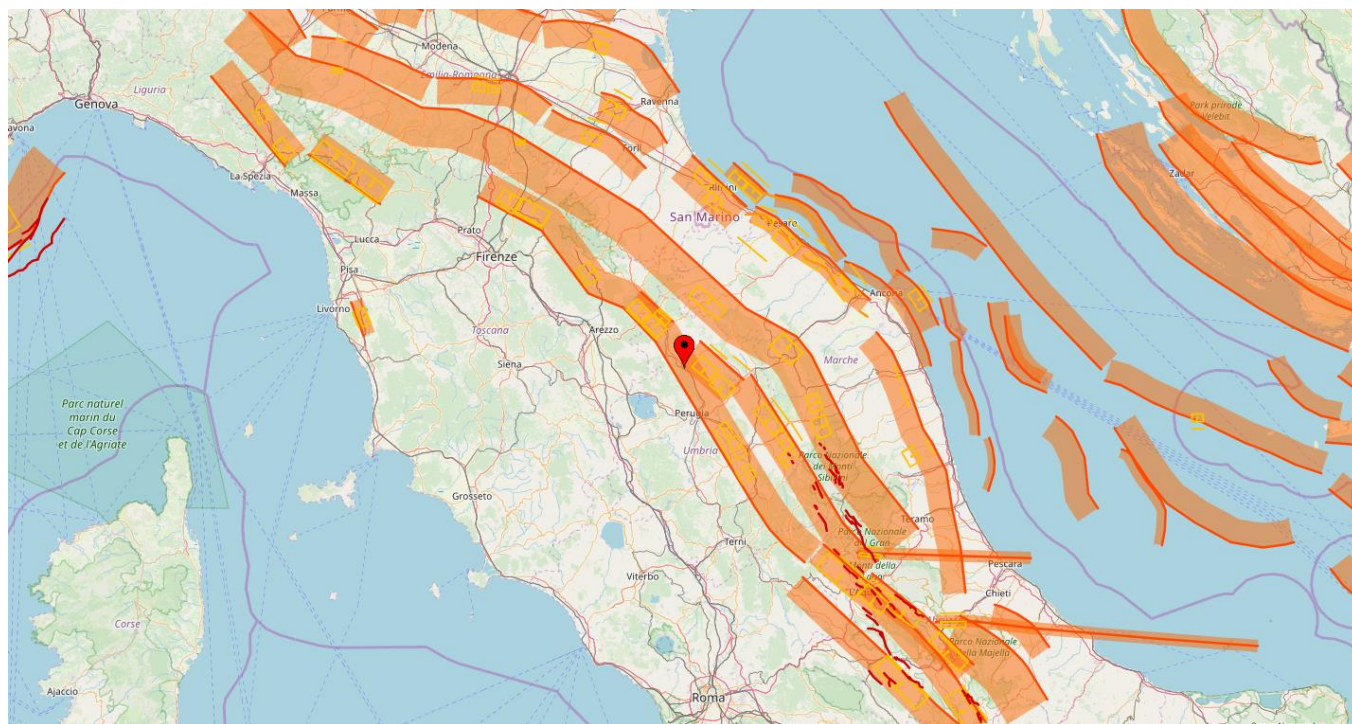 Modena
Genova
Liguria
Emilia-Romagna
Ravenna
Forlì
La Spezia
Massa
Park prirode
Velebit
Zadar
Rimini
San Marino
Pesaro
Prato
Lucca
Firenze
Pisa
Livorno
Ancona
Toscana
Arezzo
Siena
Marche
Parc naturel
marin du
Cap Corse
et de l'Agriate
Perugia
Umbria
Parco Nazionale
dei Monti
Sibillini
Grosseto
Teramo
Parco Nazionale
del Gran
Monti della
Terni
Viterbo
Pescara
Chieti
Corse
Parco Nazionale
della Majella
Ajaccio
Roma